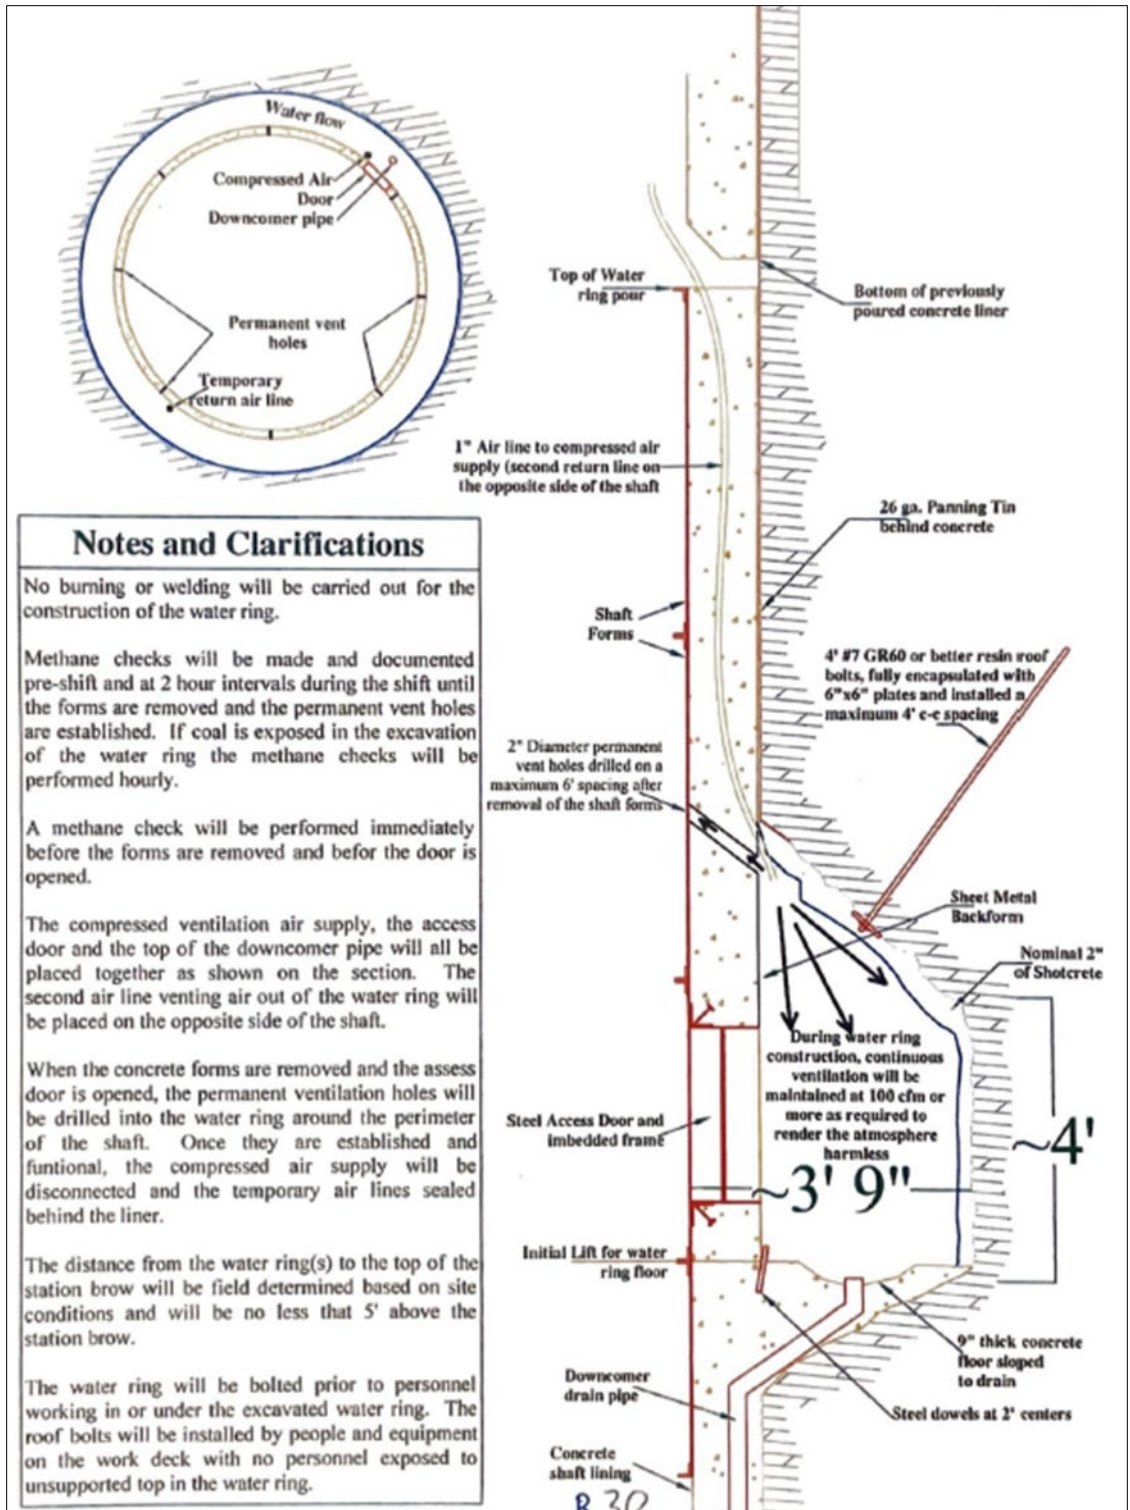 Water flow
Compressed Air
Door
Downcomer pipe
Permanent vent
holes
Temporary
return air line
Notes and Clarifications
No burning or welding will be carried out for the
construction of the water ring.
Methane checks will be made and documented
pre-shift and at 2 hour intervals during the shift until
the forms are removed and the permanent vent holes
are established. If coal is exposed in the excavation
of the water ring the methane checks will be
performed hourly.
A methane check will be performed immediately
before the forms are removed and befor the door is
opened.
The compressed ventilation air supply, the access
door and the top of the downcomer pipe will all be
placed together as shown on the section. The
second air line venting air out of the water ring will
be placed on the opposite side of the shaft.
When the concrete forms are removed and the assess
door is opened, the permanent ventilation holes will
be drilled into the water ring around the perimeter
of the shaft. Once they are established and
funtional, the compressed air supply will be
disconnected and the temporary air lines sealed
behind the liner.
The distance from the water ring(s) to the top of the
station brow will be field determined based on site
conditions and will be no less that 5' above the
station brow.
The water ring will be bolted prior to personnel
working in or under the excavated water ring. The
roof bolts will be installed by people and equipment
on the work deck with no personnel exposed to
unsupported top in the water ring.
Top of Water
ring pour
Bottom of previously
poured concrete liner
1" Air line to compressed air
supply (second return line on
the opposite side of the shaft
26 ga. Panning Tin
behind concrete
Shaft
Forms
4' #7 GR60 or better resin roof
bolts, fully encapsulated with
6"x6" plates and installed a
maximum 4' c-c spacing
2" Diameter permanent
vent holes drilled on a
maximum 6' spacing after
removal of the shaft forms
Sheet Metal
Backform
Nominal 2"
of Shotcrete
During water ring
construction, continuous
ventilation will be
maintained at 100 cfm or
more as required to
render the atmosphere
harmless
Steel Access Door and
imbedded frame
~4'
~3' 9"
Initial Lift for water
ring floor
9" thick concrete
floor sloped
to drain
Downcomer
drain pipe
Steel dowels at 2' centers
Concrete
shaft lining